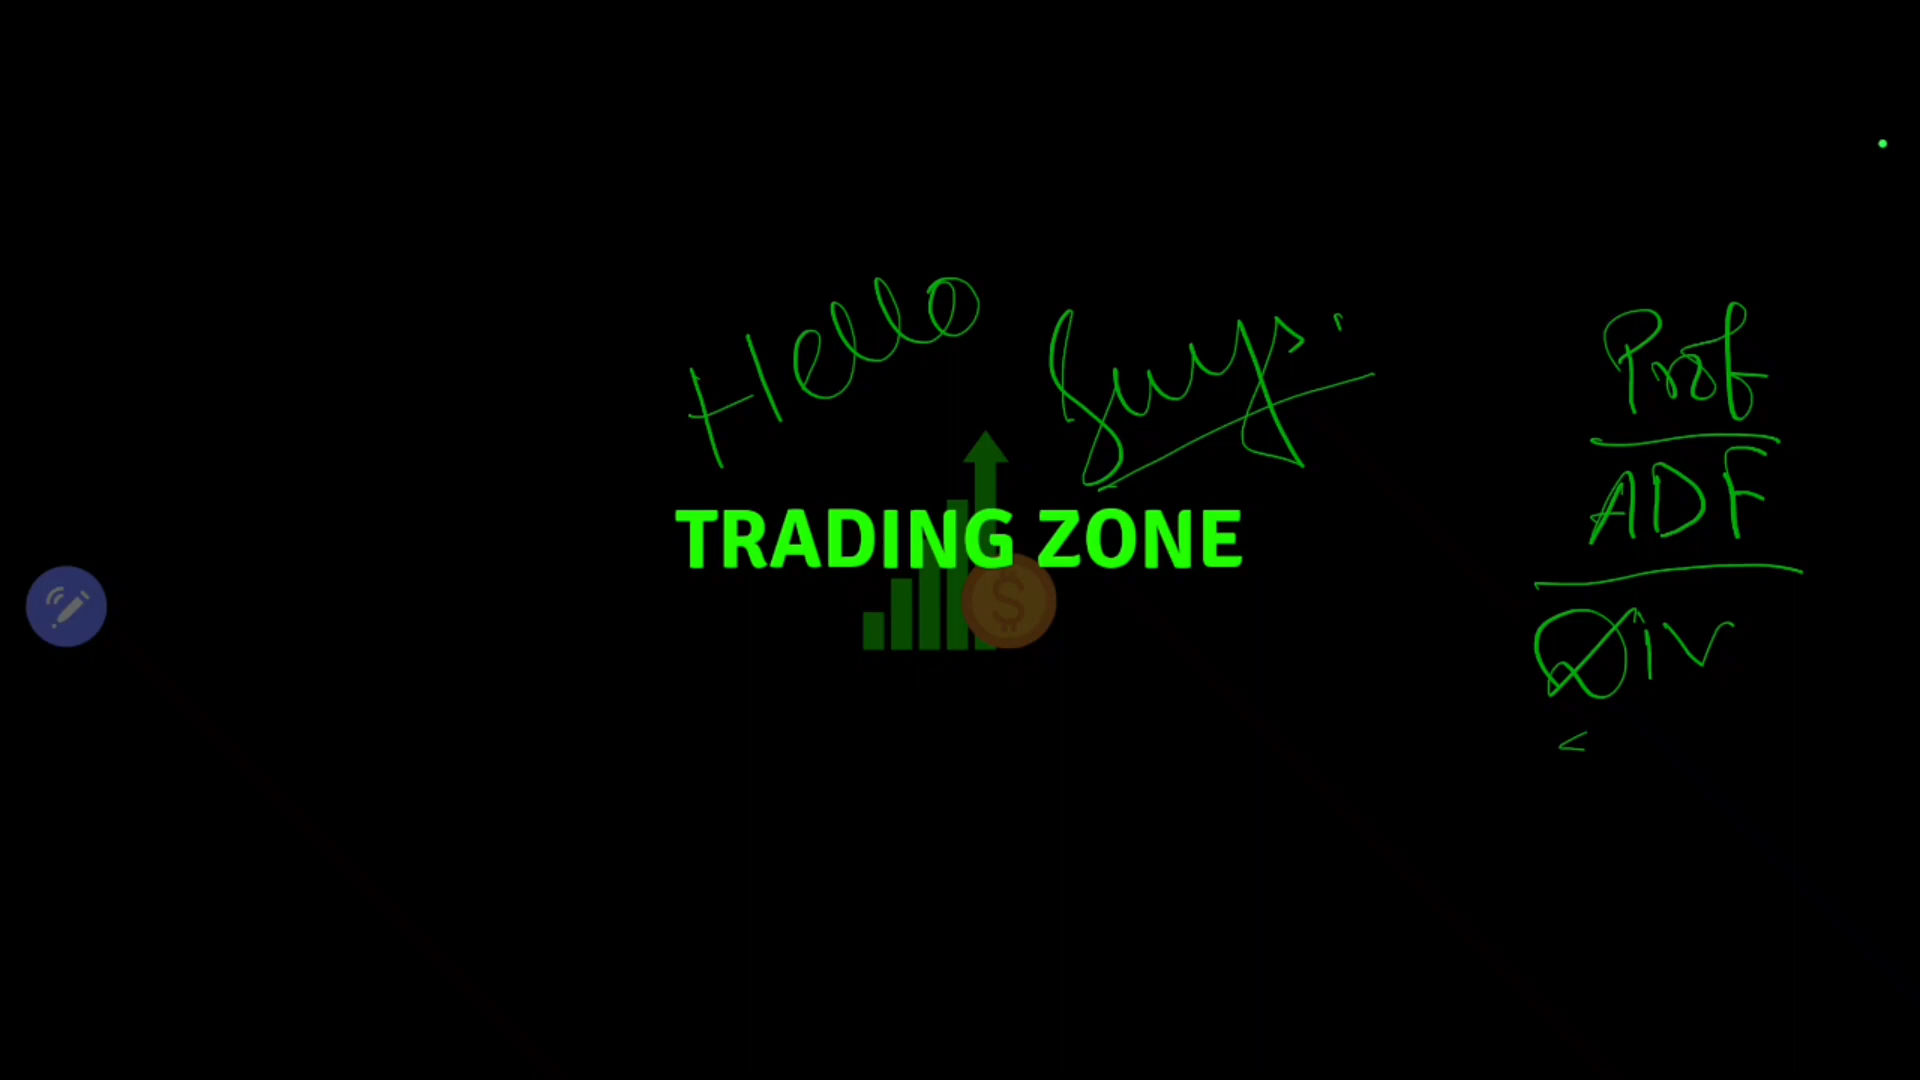 Hello Guys.
TRADING ZONE
Prof
ADF
Div